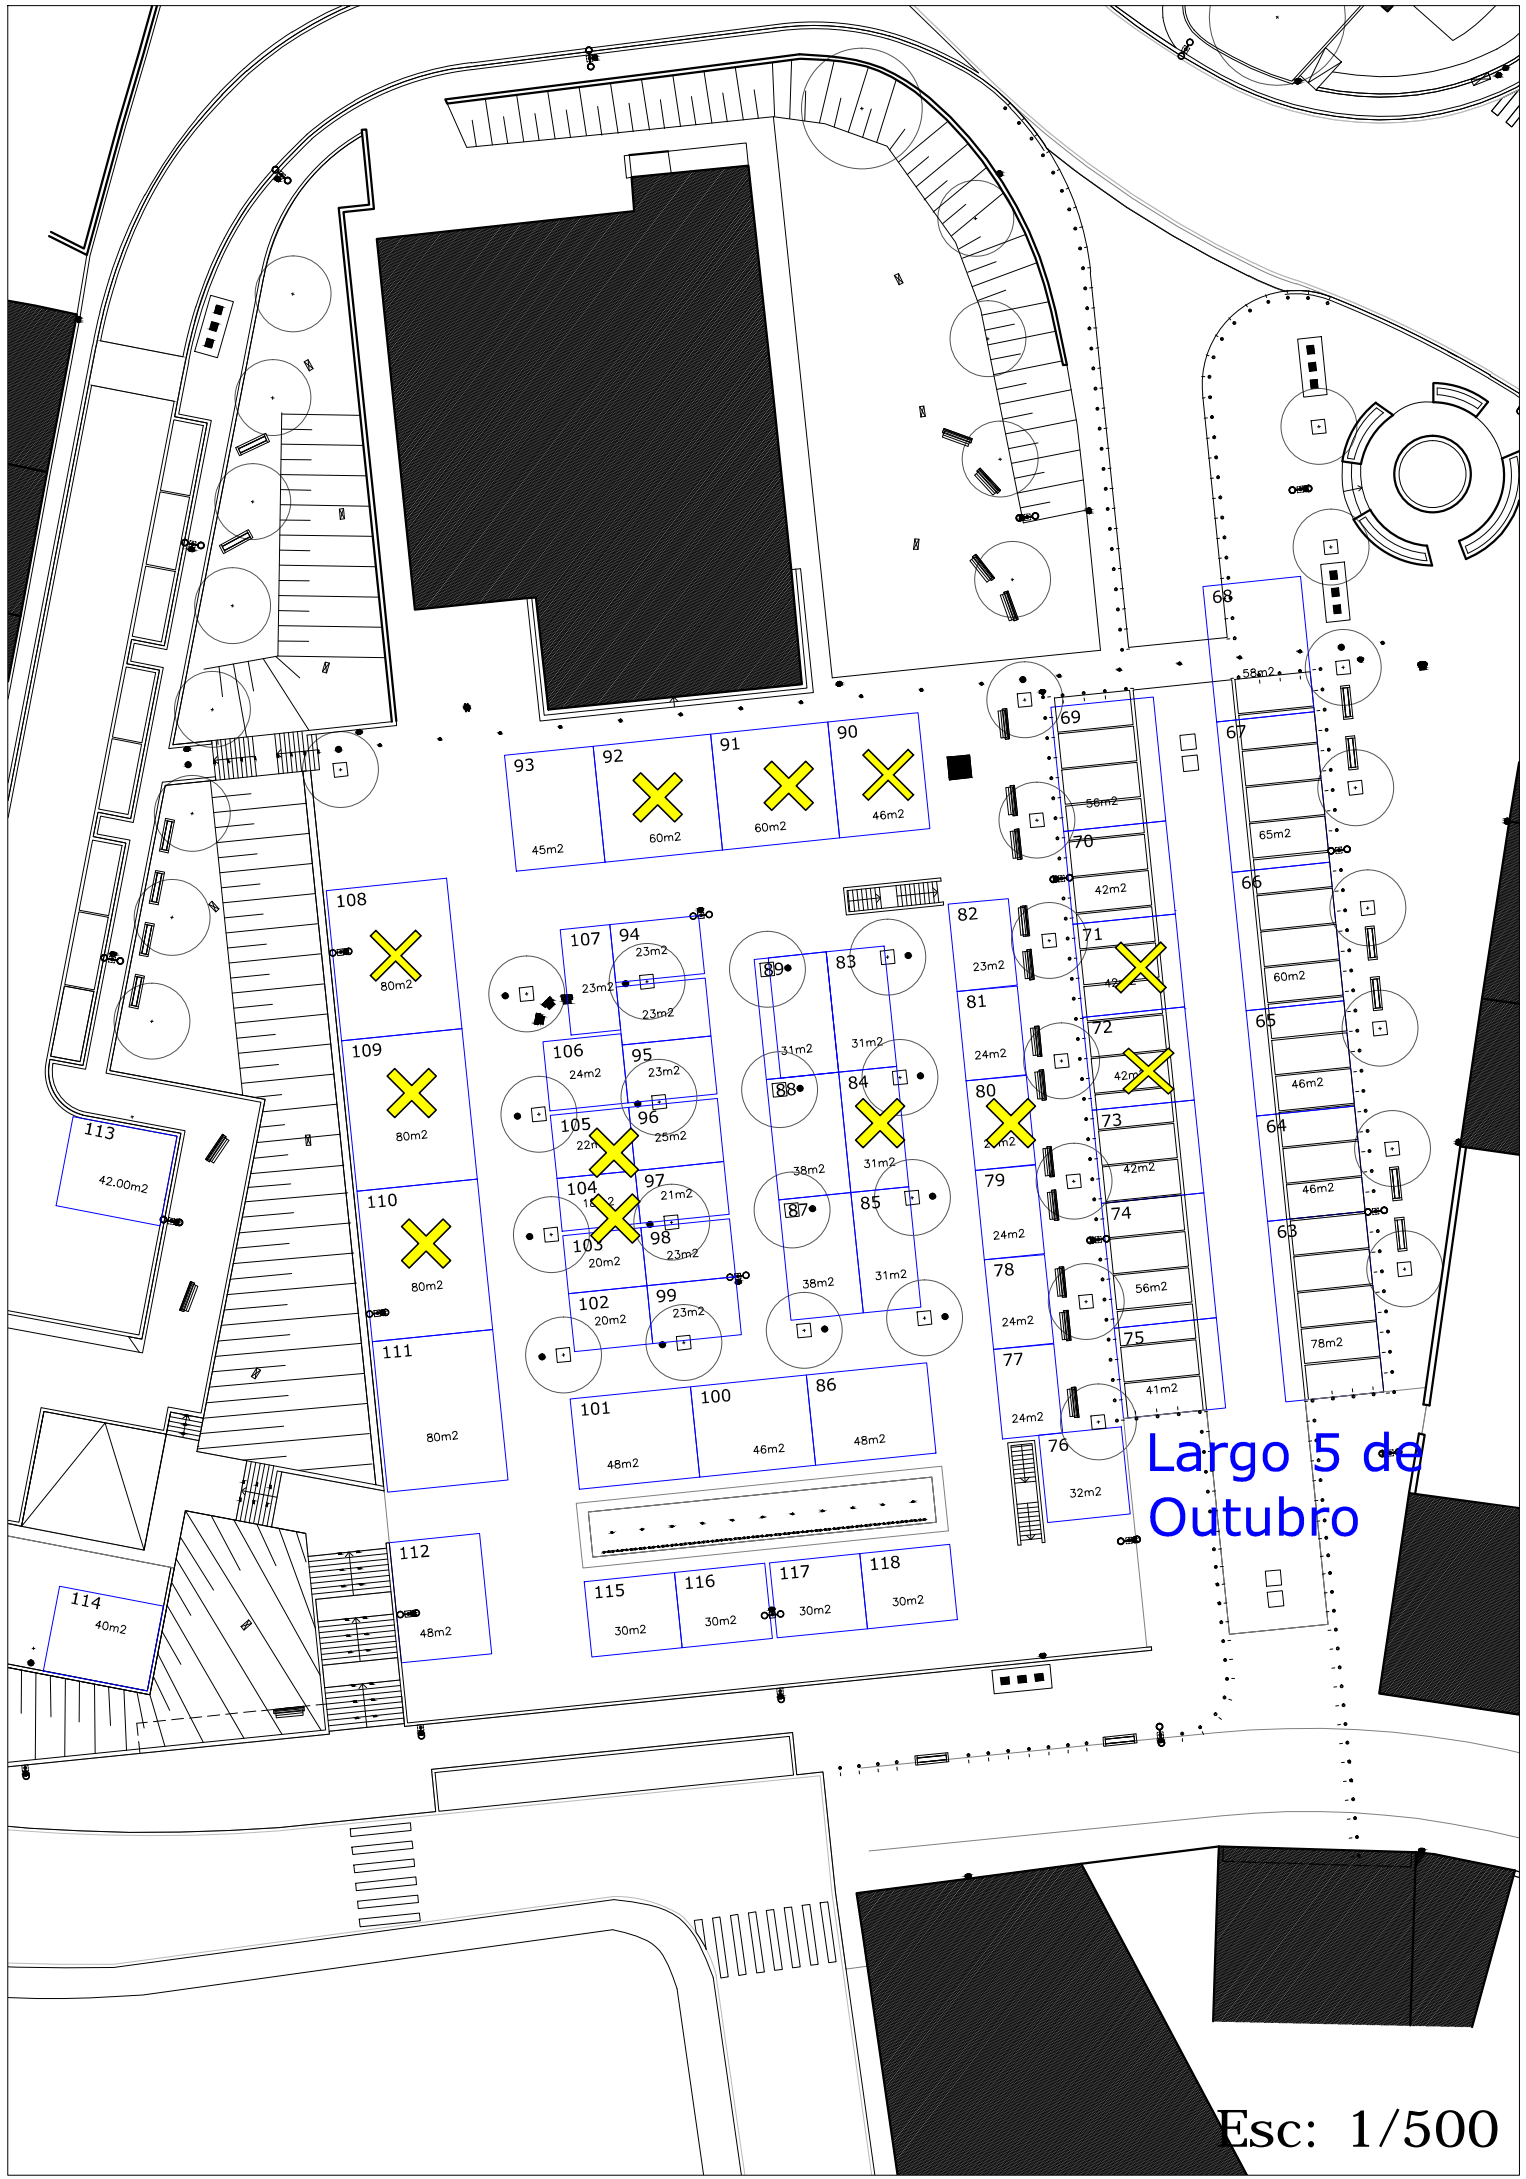 68
58m2
69
56m2
67
65m2
90
46m2
91
60m2
92
60m2
93
45m2
70
42m2
66
60m2
108
80m2
107
23m2
94
23m2
23m2
89
31m2
83
31m2
82
23m2
71
81
24m2
72
65
46m2
109
80m2
106
24m2
95
23m2
88
38m2
84
31m2
80
105
96
25m2
73
42m2
64
46m2
113
42.00m2
110
80m2
104
97
21m2
87
38m2
85
31m2
79
24m2
74
56m2
63
78m2
103
20m2
98
23m2
78
24m2
102
20m2
99
23m2
75
41m2
111
80m2
101
48m2
100
46m2
86
48m2
77
24m2
76
32m2
Largo 5 de
Outubro
112
48m2
114
40m2
115
30m2
116
30m2
117
30m2
118
30m2
Esc: 1/500